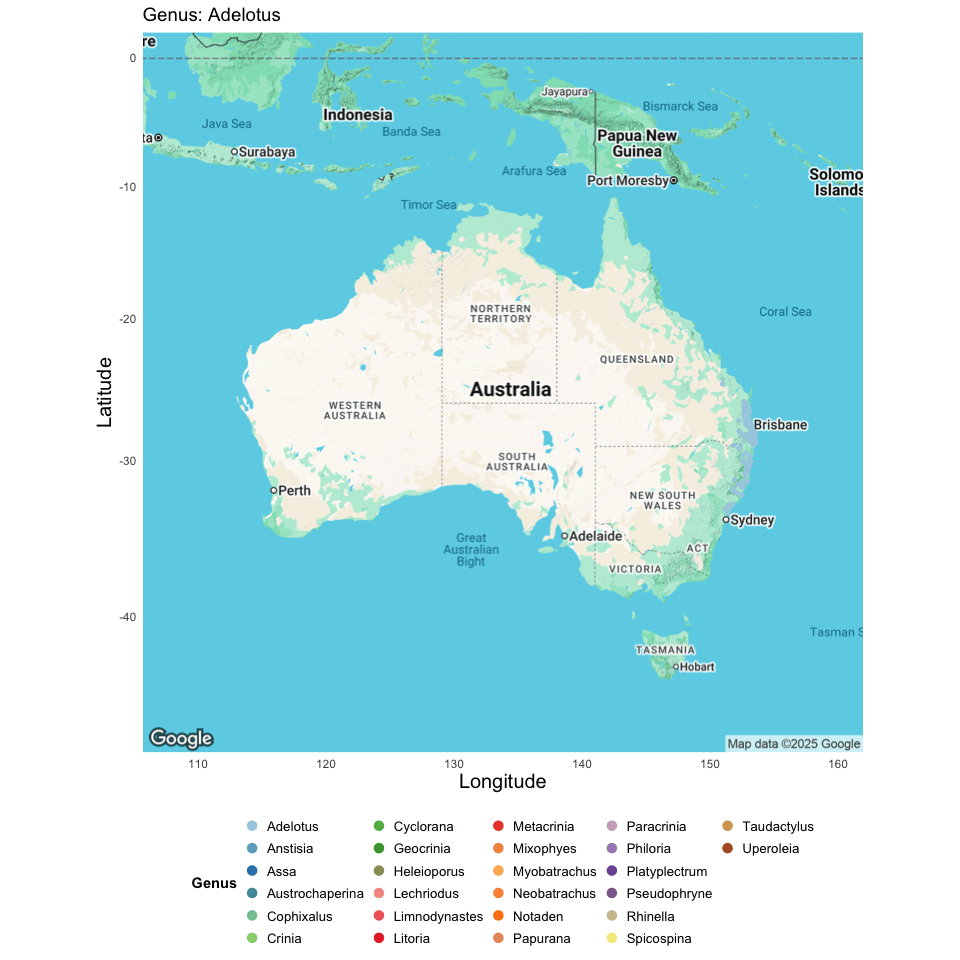 Genus: Adelotus
re
0
Jayapura
Bismarck Sea
Indonesia
Java Sea
Banda Sea
Papua New
Guinea
ta
Surabaya
Arafura Sea
Solomo
Islands
Port Moresby
-10
Timor Sea
Coral Sea
NORTHERN
TERRITORY
-20
QUEENSLAND
Australia
Latitude
WESTERN
AUSTRALIA
Brisbane
-30
SOUTH
AUSTRALIA
Perth
NEW SOUTH
WALES
Sydney
Adelaide
Great
Australian
Bight
ACT
VICTORIA
-40
Tasman S
TASMANIA
Hobart
Google
Map data ©2025 Google
110 120 130 140 150 160
Longitude
Genus
Adelotus Cyclorana Metacrinia Paracrinia Taudactylus
Anstisia Geocrinia Mixophyes Philoria Uperoleia
Assa Heleioporus Myobatrachus Platyplectrum
Austrochaperina Lechriodus Neobatrachus Pseudophryne
Cophixalus Limnodynastes Notaden Rhinella
Crinia Litoria Papurana Spicospina